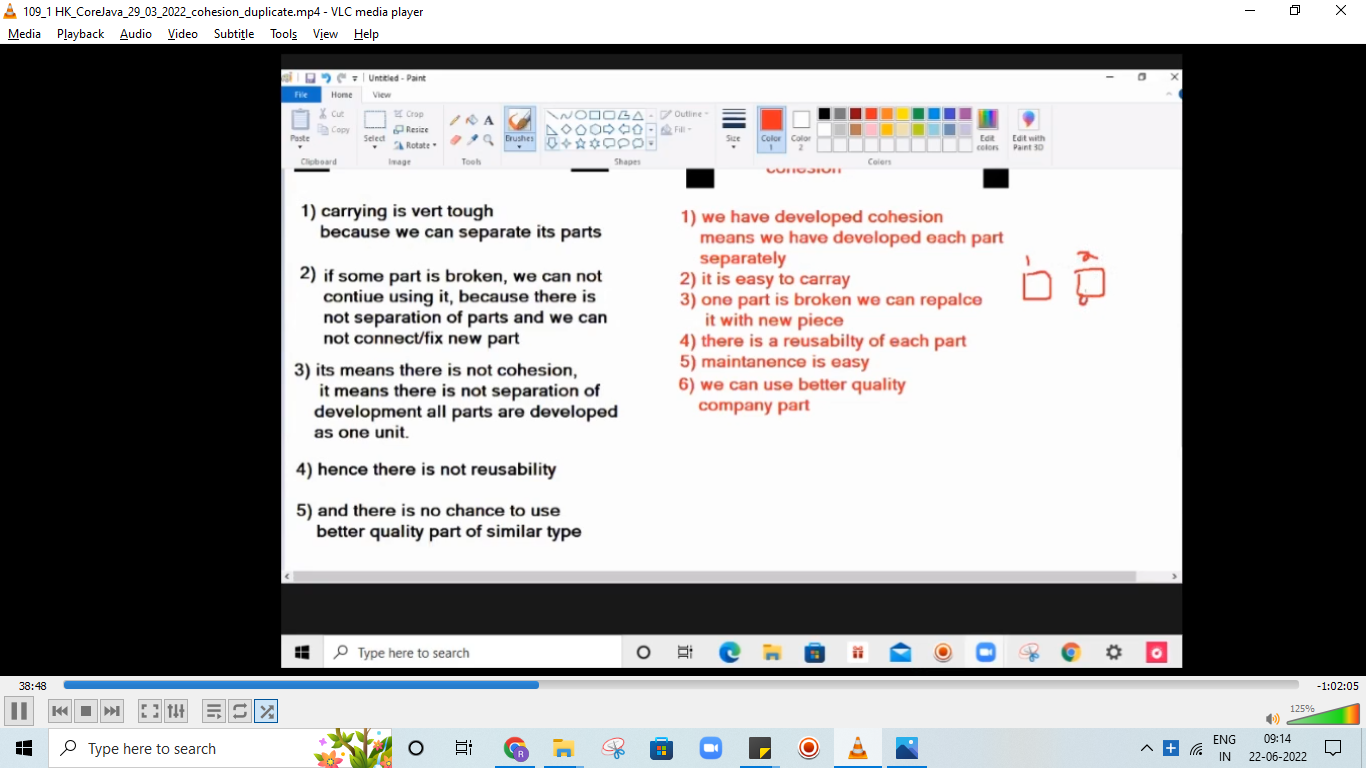 109_1 HK_CoreJava_29_03_2022_cohesion_duplicate.mp4 - VLC media player
Media Playback Audio Video Subtitle Tools View Help
Untitled - Paint
File Home View
Paste
Cut
Copy
Clipboard
Select
Crop
Resize
Rotate
Image
Tools
Brushes
Shapes
Outline
Fill
Size
Color 1
Color 2
Edit colors
Edit with Paint 3D
Colors
cohesion
1) carrying is vert tough
because we can separate its parts
2) if some part is broken, we can not
contiue using it, because there is
not separation of parts and we can
not connect/fix new part
3) its means there is not cohesion,
it means there is not separation of
development all parts are developed
as one unit.
4) hence there is not reusability
5) and there is no chance to use
better quality part of similar type
1) we have developed cohesion
means we have developed each part
separately
2) it is easy to carray
3) one part is broken we can repalce
it with new piece
4) there is a reusabilty of each part
5) maintanence is easy
6) we can use better quality
company part
1 2
Type here to search
38:48 -1:02:05
125%
Type here to search
ENG
IN
09:14
22-06-2022